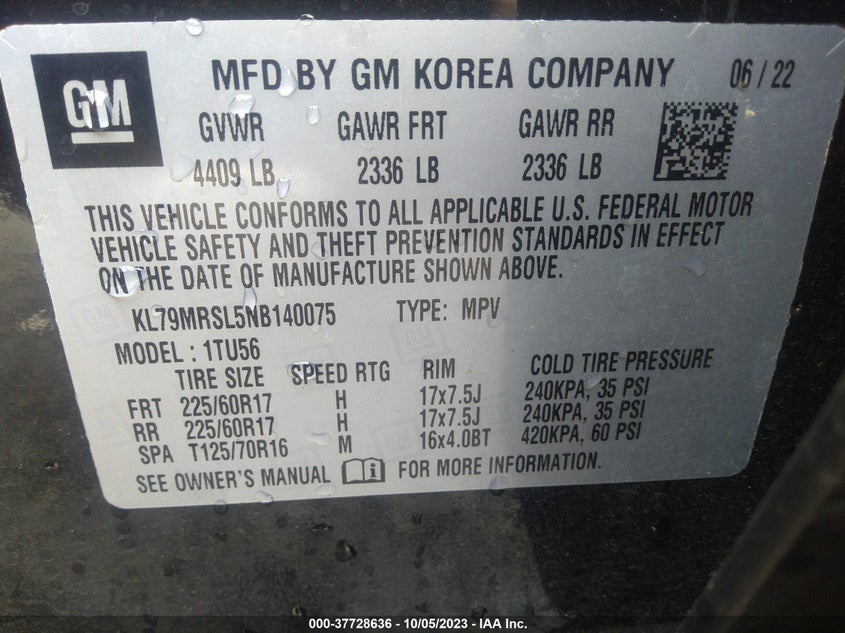 GM
MFD BY GM KOREA COMPANY 06 / 22
GVWR GAWR FRT GAWR RR
4409 LB 2336 LB 2336 LB
THIS VEHICLE CONFORMS TO ALL APPLICABLE U.S. FEDERAL MOTOR
VEHICLE SAFETY AND THEFT PREVENTION STANDARDS IN EFFECT
ON THE DATE OF MANUFACTURE SHOWN ABOVE.
KL79MRSL5NB140075 TYPE: MPV
MODEL : 1TU56
TIRE SIZE SPEED RTG RIM COLD TIRE PRESSURE
FRT 225/60R17 H 17x7.5J 240KPA, 35 PSI
RR 225/60R17 H 17x7.5J 240KPA, 35 PSI
SPA T125/70R16 M 16x4.0BT 420KPA, 60 PSI
SEE OWNER'S MANUAL i FOR MORE INFORMATION.
000-37728636 - 10/05/2023 - IAA Inc.